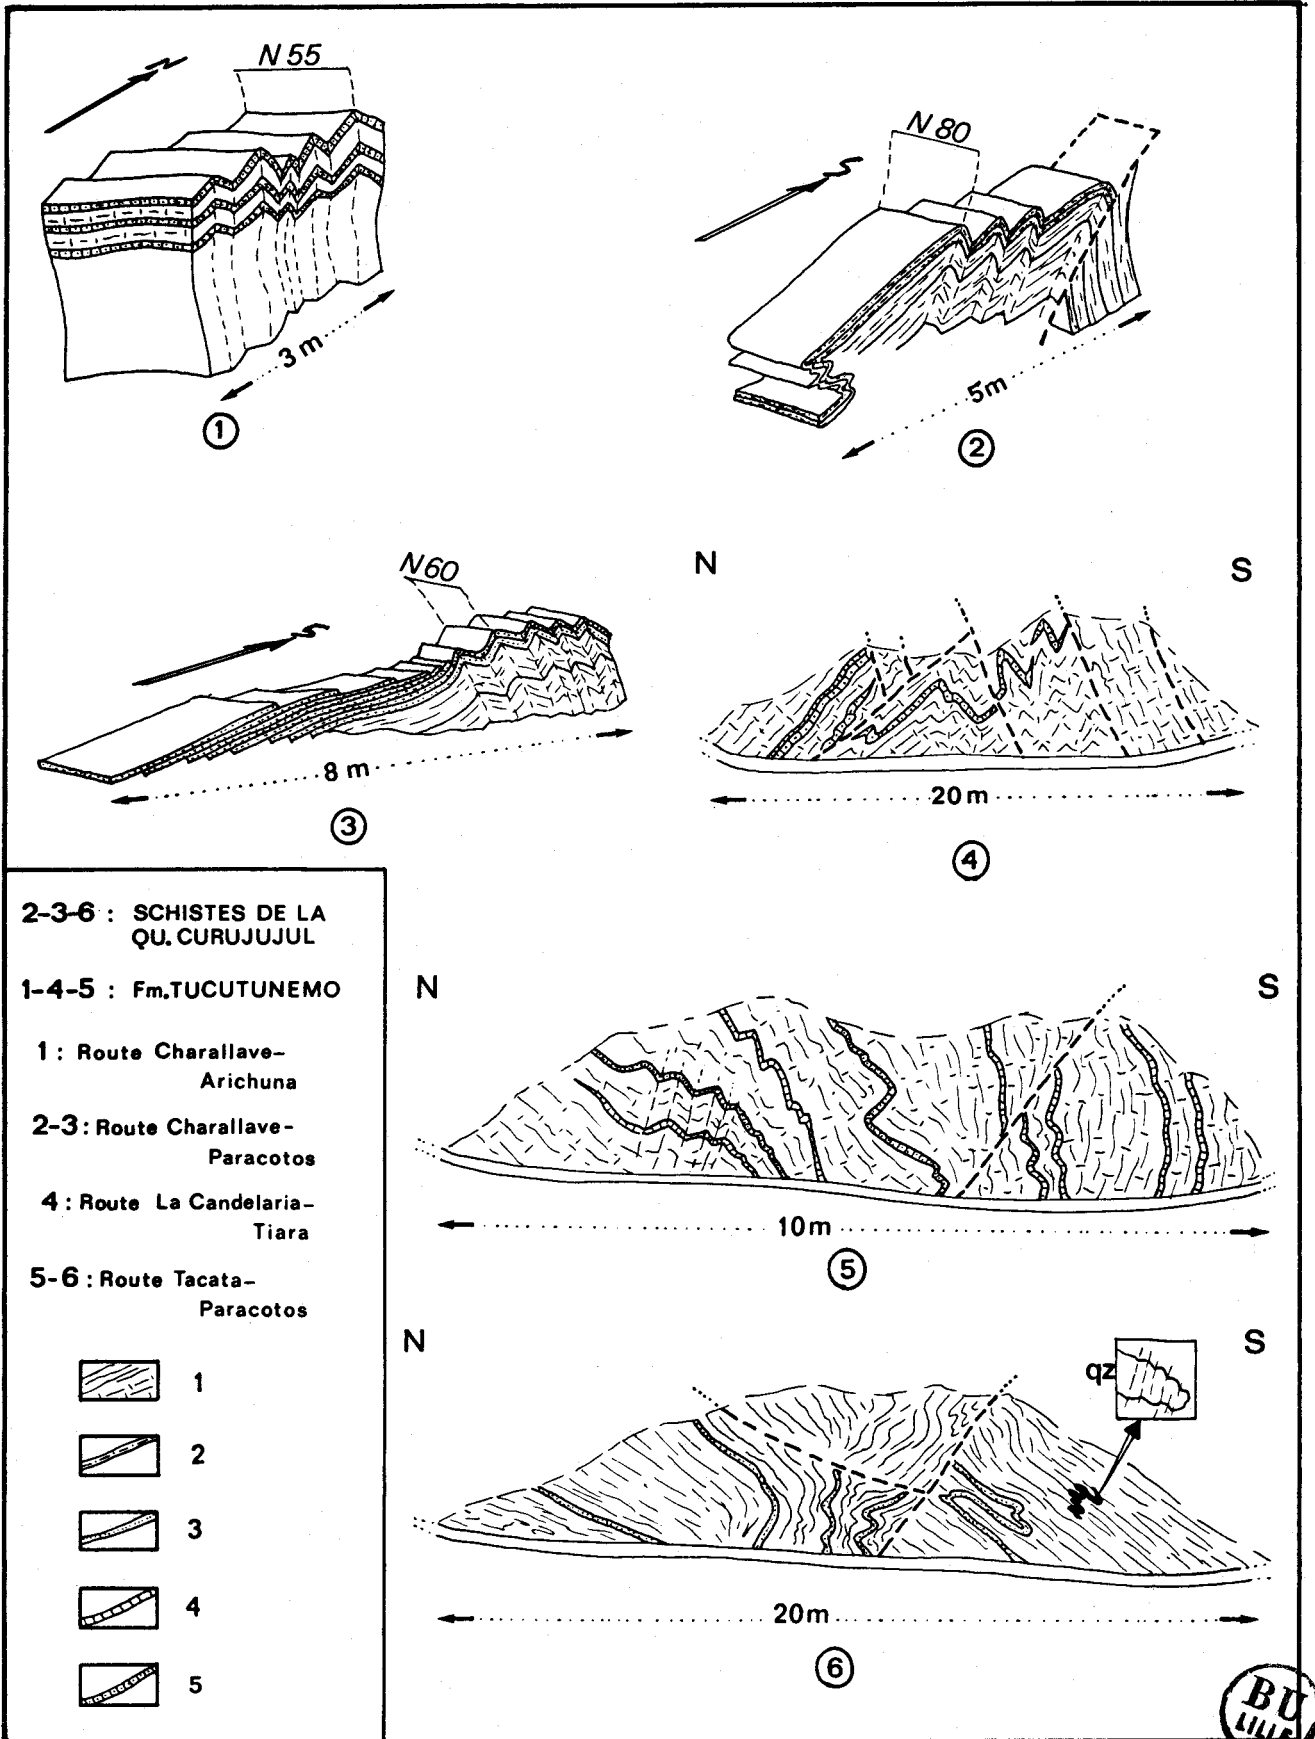 N 55
N
3 m
1
N 80
S
5m
2
N60
S
8 m
3
N
S
20m
4
2-3-6 : SCHISTES DE LA
QU. CURUJUJUL
1-4-5 : Fm.TUCUTUNEMO
1 : Route Charallave-
Arichuna
2-3 : Route Charallave-
Paracotos
4 : Route La Candelaria-
Tiara
5-6 : Route Tacata-
Paracotos
1
2
3
4
5
N
S
10m
5
N
S
qz
20m
6
BU
LILLE